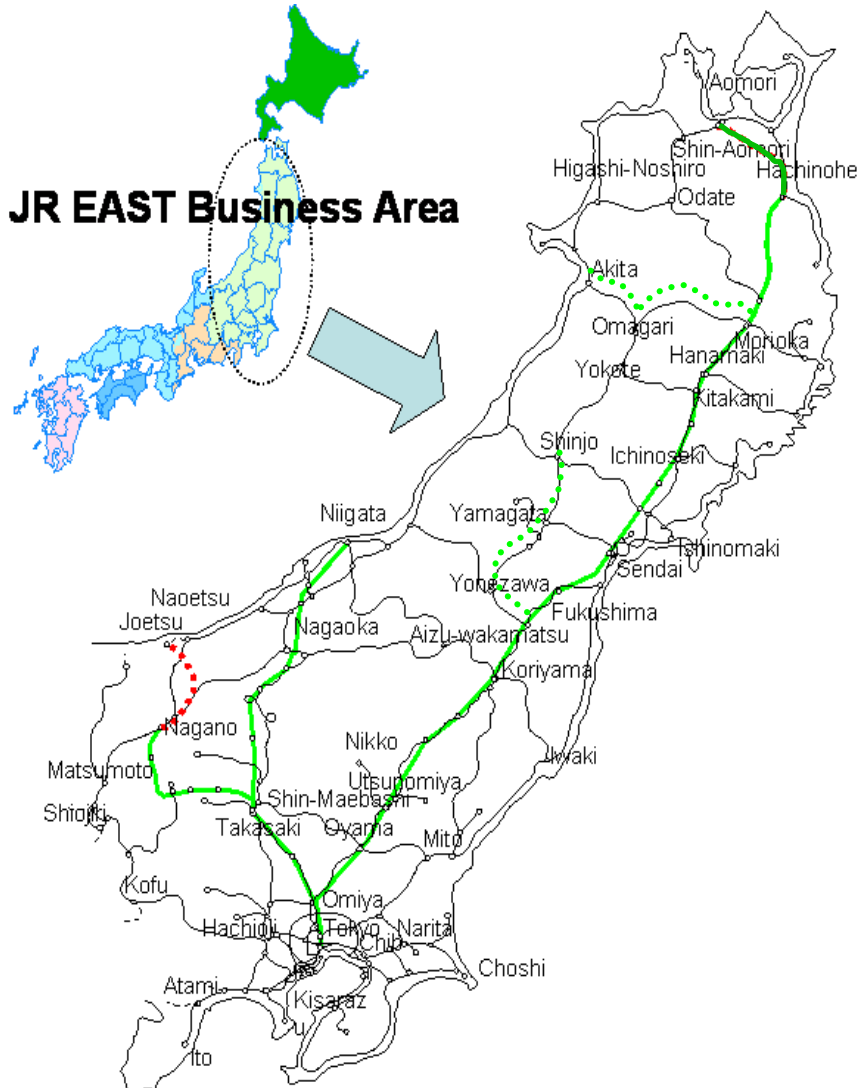 JR EAST Business Area
Aomori
Shin-Aomori
Higashi-Noshiro
Hachinohe
Odate
Akita
Omagari
Morioka
Hanamaki
Yokote
Kitakami
Shinjo
Ichinoseki
Niigata
Yamagata
Ishinomaki
Sendai
Yonezawa
Naoetsu
Fukushima
Joetsu
Nagaoka
Aizu-wakamatsu
Koriyama
Nagano
Nikko
Iwaki
Matsumoto
Utsunomiya
Shin-Maebashi
Shiojiri
Takasaki
Oyama
Mito
Kofu
Omiya
Hachioji
Tokyo
Narita
Chib
Choshi
Atami
Kisaraz
u
Ito